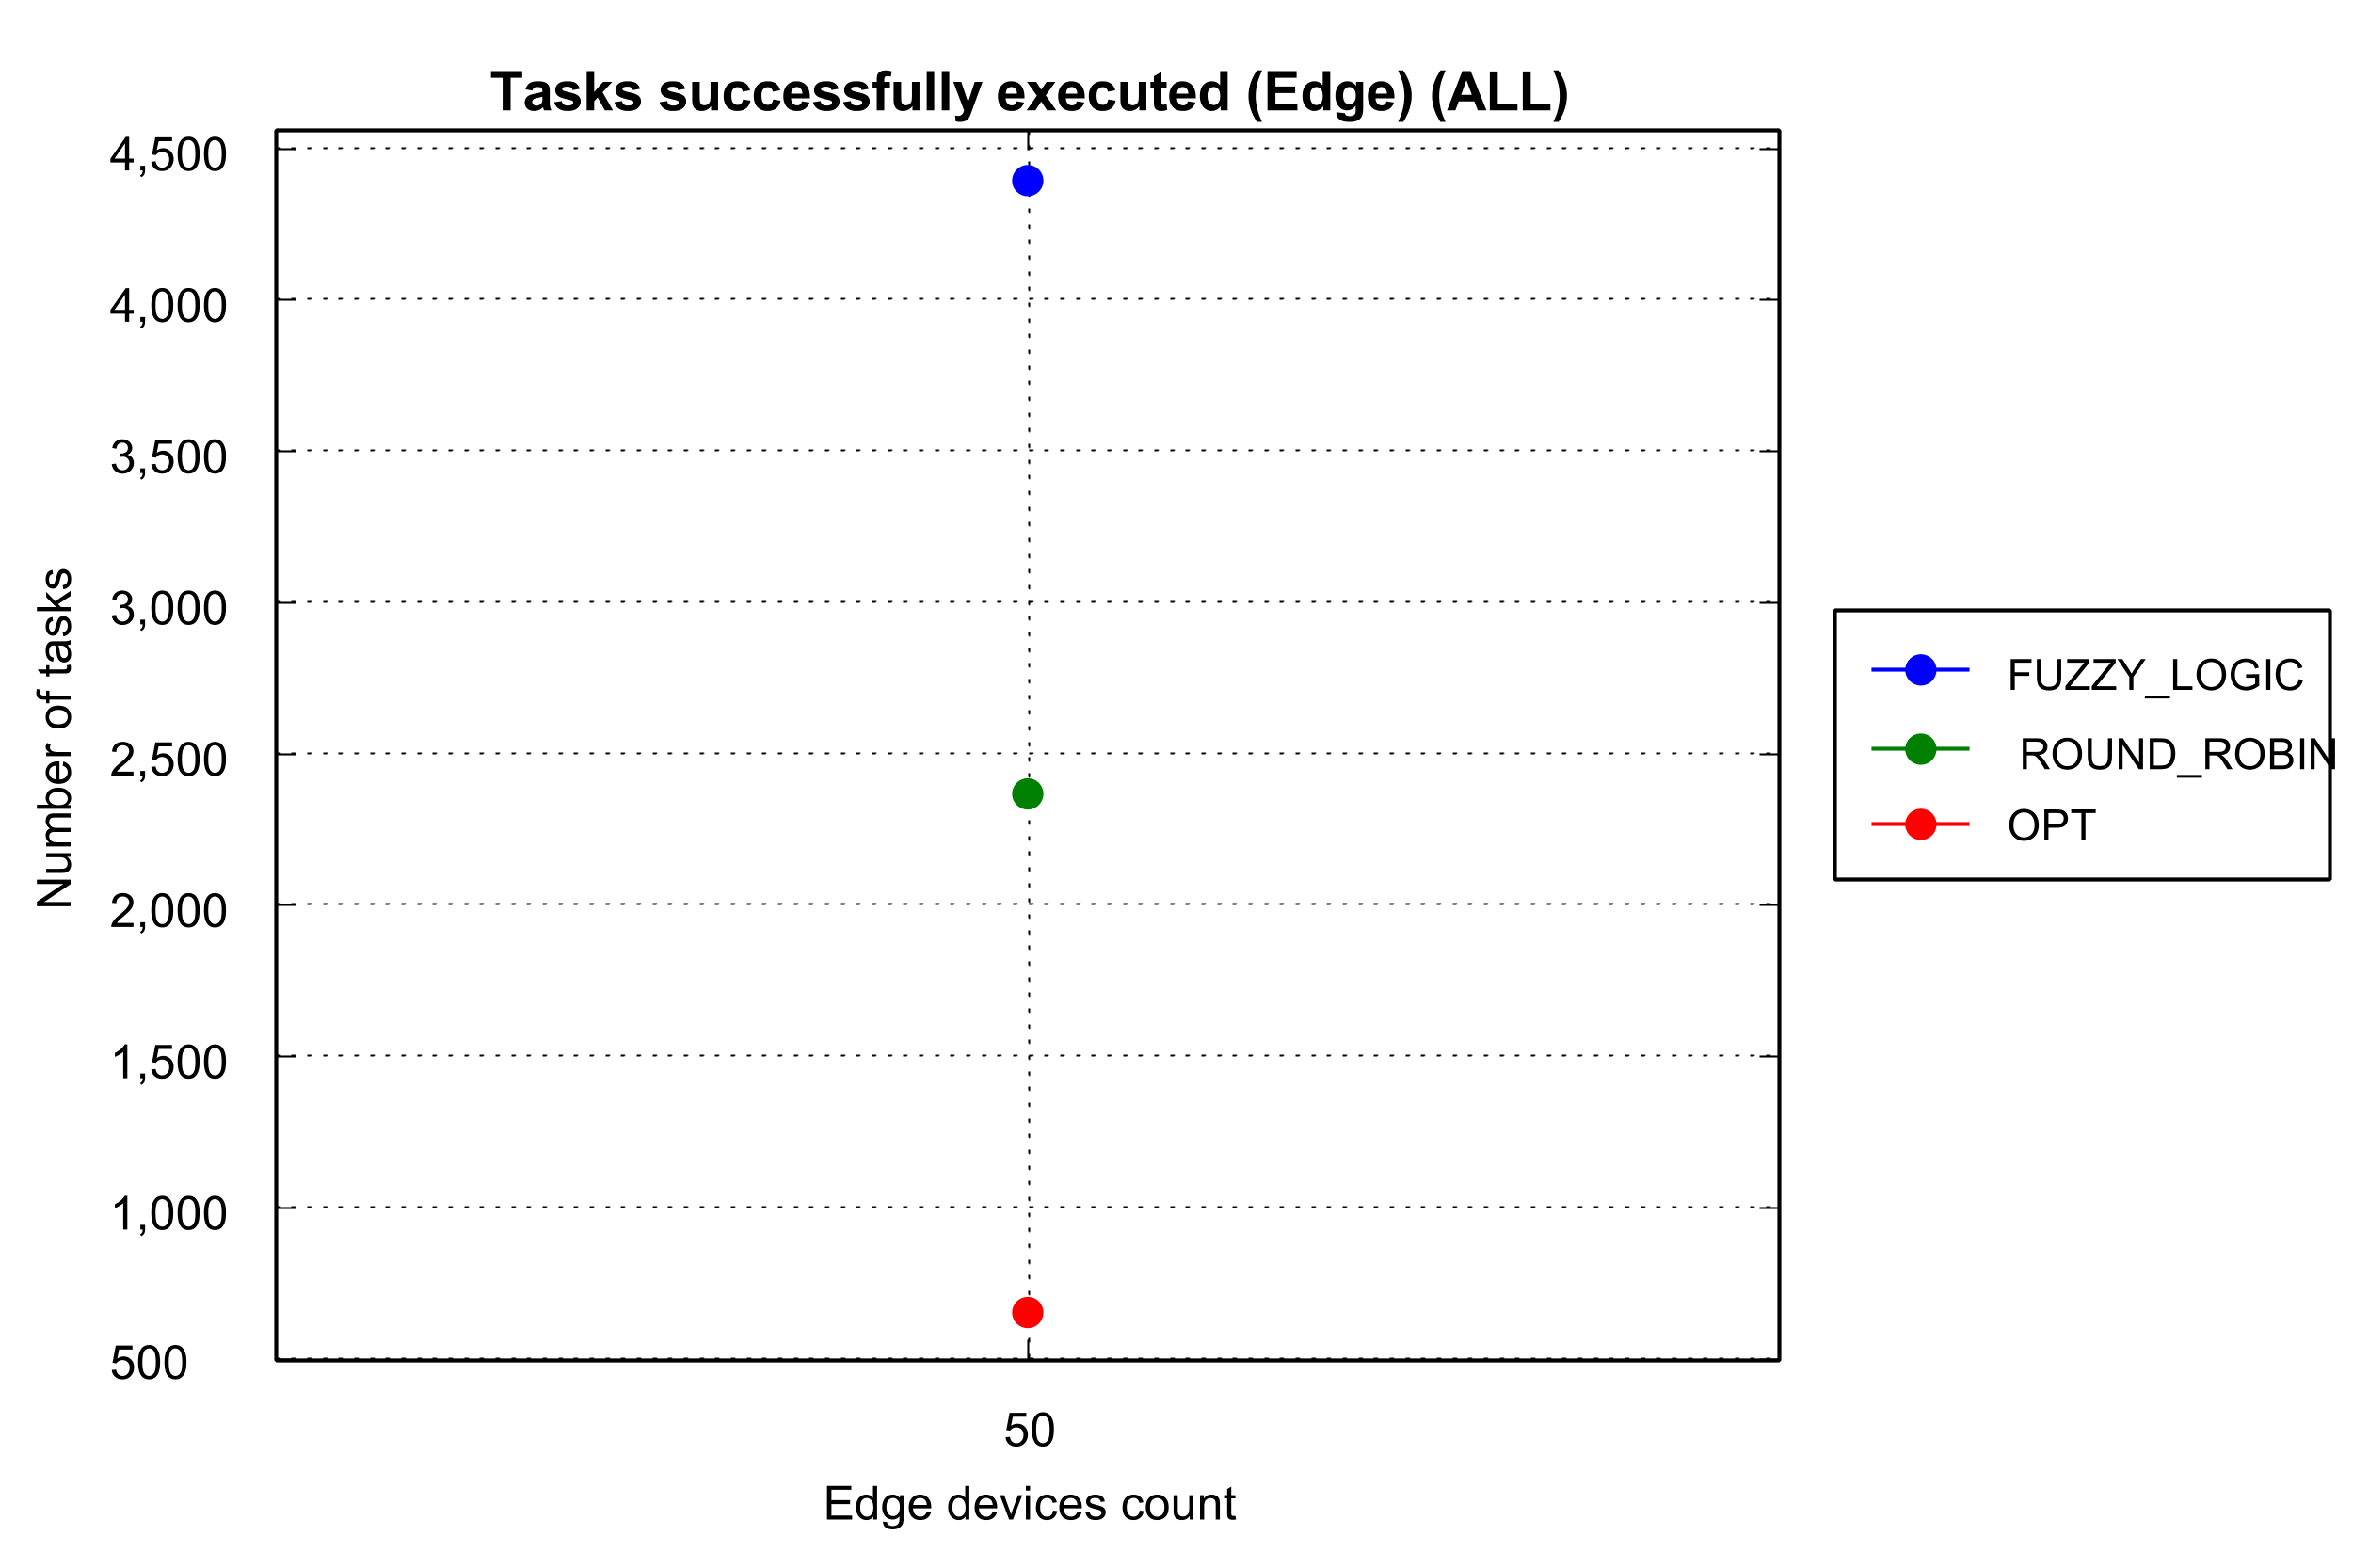 Tasks successfully executed (Edge) (ALL)
4,500
4,000
3,500
3,000
2,500
2,000
1,500
1,000
500
Number of tasks
50
Edge devices count
FUZZY_LOGIC
ROUND_ROBIN
OPT